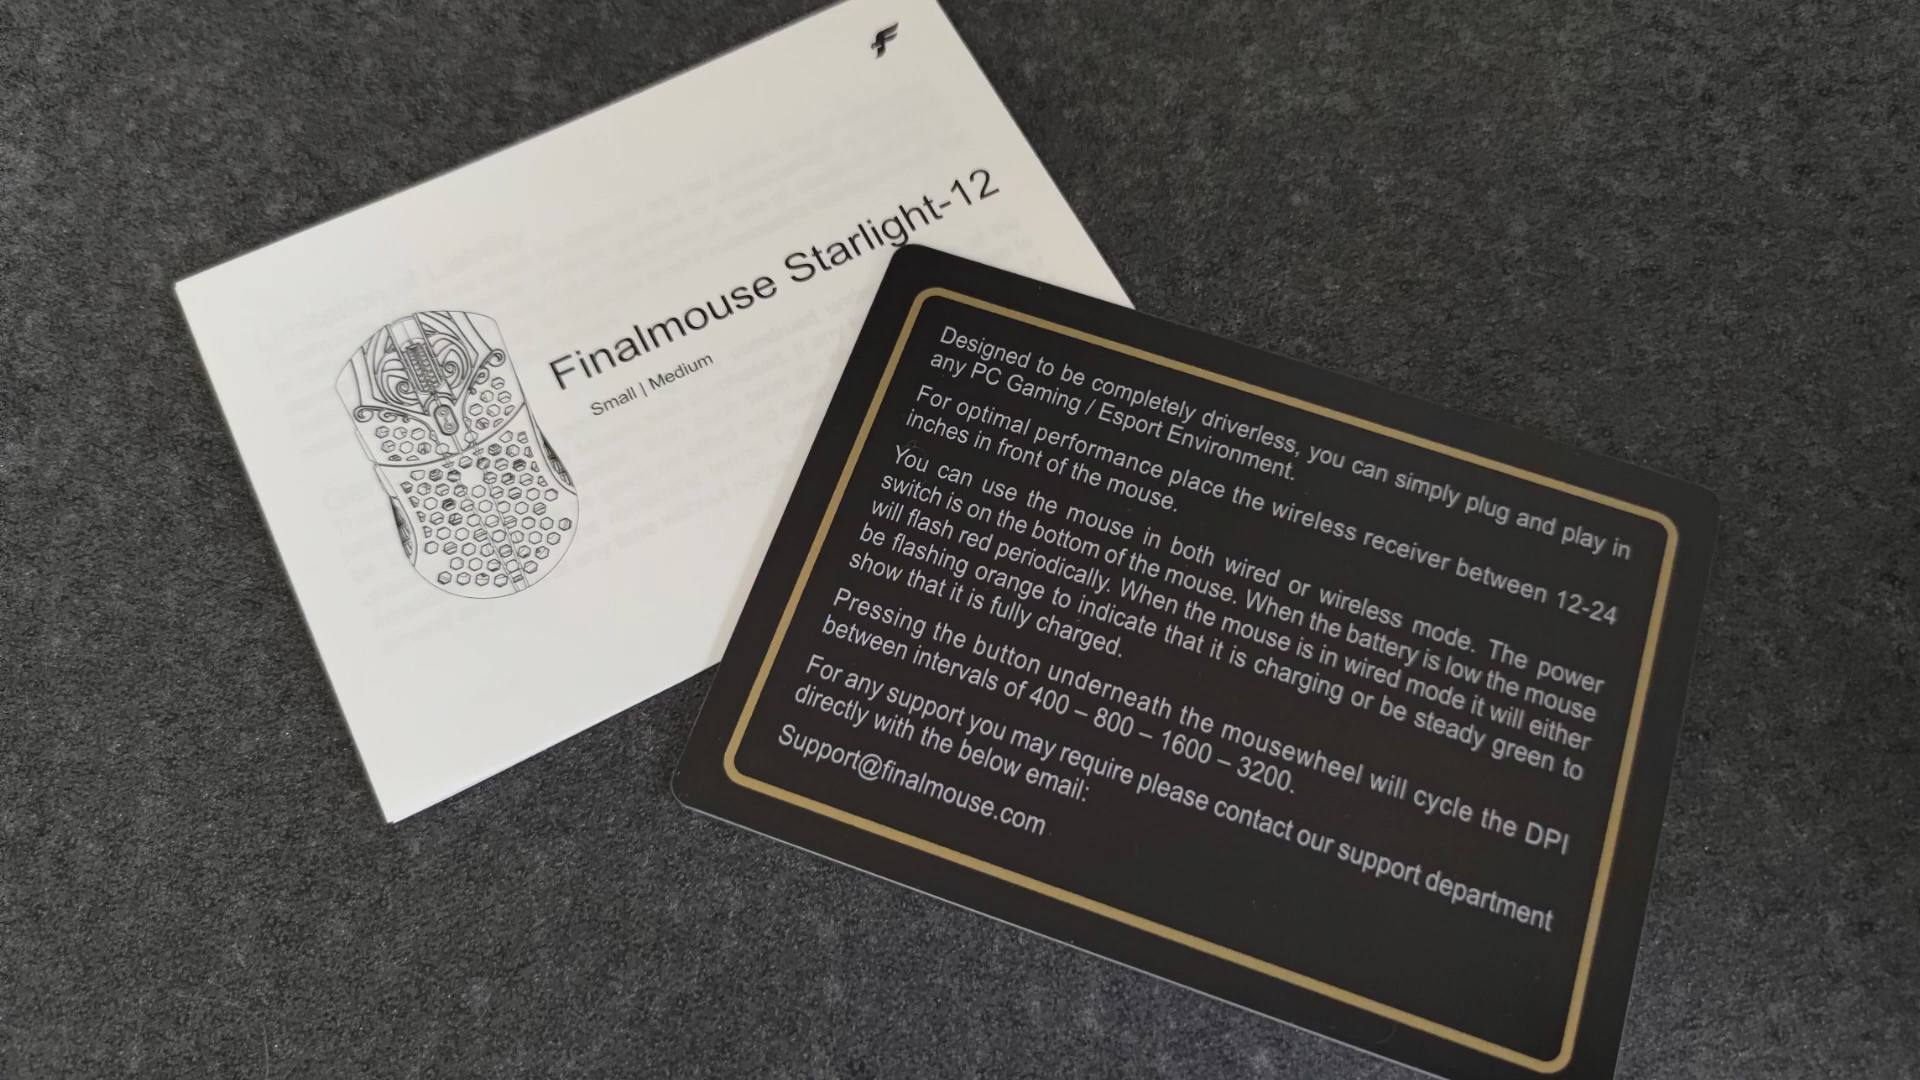 Finalmouse Starlight-12
Small | Medium
Designed to be completely driverless, you can simply plug and play in
any PC Gaming / Esport Environment.
For optimal performance place the wireless receiver between 12-24
inches in front of the mouse.
You can use the mouse in both wired or wireless mode. The power
switch is on the bottom of the mouse. When the battery is low the mouse
will flash red periodically. When the mouse is in wired mode it will either
be flashing orange to indicate that it is charging or be steady green to
show that it is fully charged.
Pressing the button underneath the mousewheel will cycle the DPI
between intervals of 400 – 800 – 1600 – 3200.
For any support you may require please contact our support department
directly with the below email:
Support@finalmouse.com